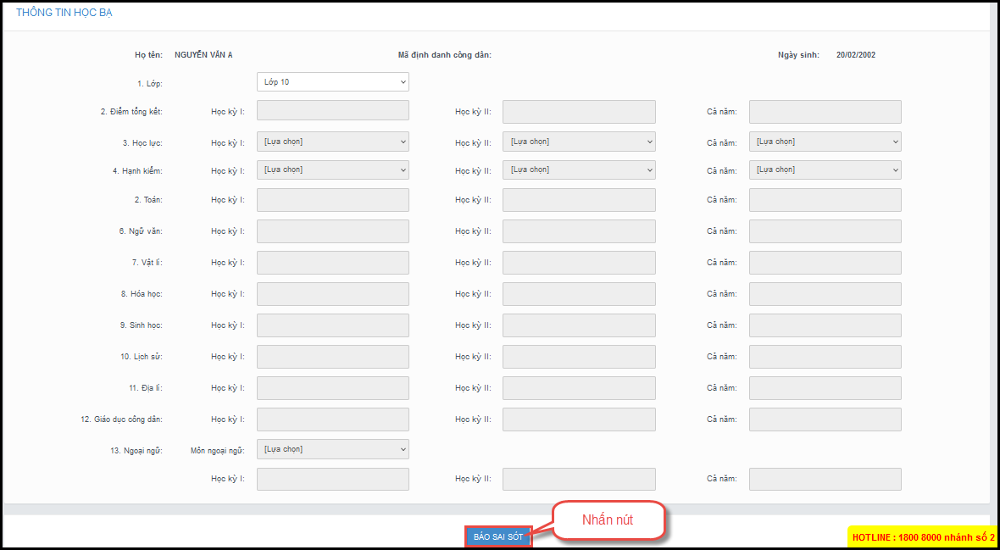 THÔNG TIN HỌC BẠ
Họ tên: NGUYỄN VĂN A Mã định danh công dân: Ngày sinh: 20/02/2002
1. Lớp: Lớp 10
2. Điểm tổng kết: Học kỳ I: Học kỳ II: Cả năm:
3. Học lực: Học kỳ I: [Lựa chọn] Học kỳ II: [Lựa chọn] Cả năm: [Lựa chọn]
4. Hạnh kiểm: Học kỳ I: [Lựa chọn] Học kỳ II: [Lựa chọn] Cả năm: [Lựa chọn]
2. Toán: Học kỳ I: Học kỳ II: Cả năm:
6. Ngữ văn: Học kỳ I: Học kỳ II: Cả năm:
7. Vật lí: Học kỳ I: Học kỳ II: Cả năm:
8. Hóa học: Học kỳ I: Học kỳ II: Cả năm:
9. Sinh học: Học kỳ I: Học kỳ II: Cả năm:
10. Lịch sử: Học kỳ I: Học kỳ II: Cả năm:
11. Địa lí: Học kỳ I: Học kỳ II: Cả năm:
12. Giáo dục công dân: Học kỳ I: Học kỳ II: Cả năm:
13. Ngoại ngữ: Môn ngoại ngữ: [Lựa chọn]
Học kỳ I: Học kỳ II: Cả năm:
Nhấn nút
BÁO SAI SÓT
HOTLINE : 1800 8000 nhánh số 2